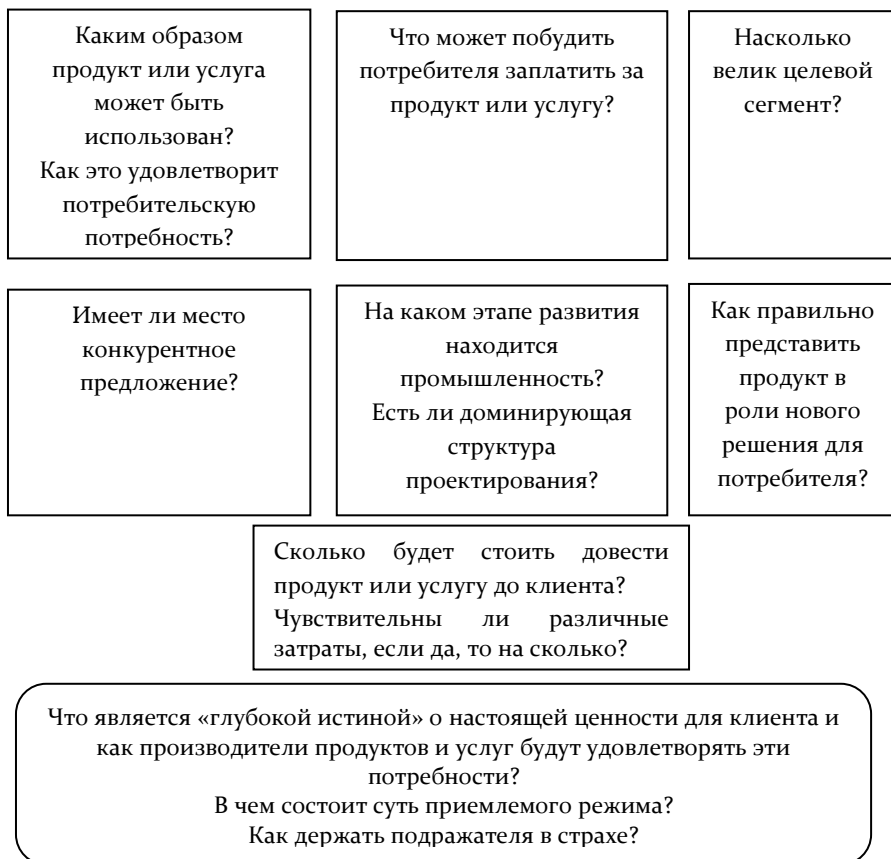 Каким образом
продукт или услуга
может быть
использован?
Как это удовлетворит
потребительскую
потребность?
Что может побудить
потребителя заплатить за
продукт или услугу?
Насколько
велик целевой
сегмент?
Имеет ли место
конкурентное
предложение?
На каком этапе развития
находится
промышленность?
Есть ли доминирующая
структура
проектирования?
Как правильно
представить
продукт в
роли нового
решения для
потребителя?
Сколько будет стоить довести
продукт или услугу до клиента?
Чувствительны ли различные
затраты, если да, то на сколько?
Что является «глубокой истиной» о настоящей ценности для клиента и
как производители продуктов и услуг будут удовлетворять эти
потребности?
В чем состоит суть приемлемого режима?
Как держать подражателя в страхе?